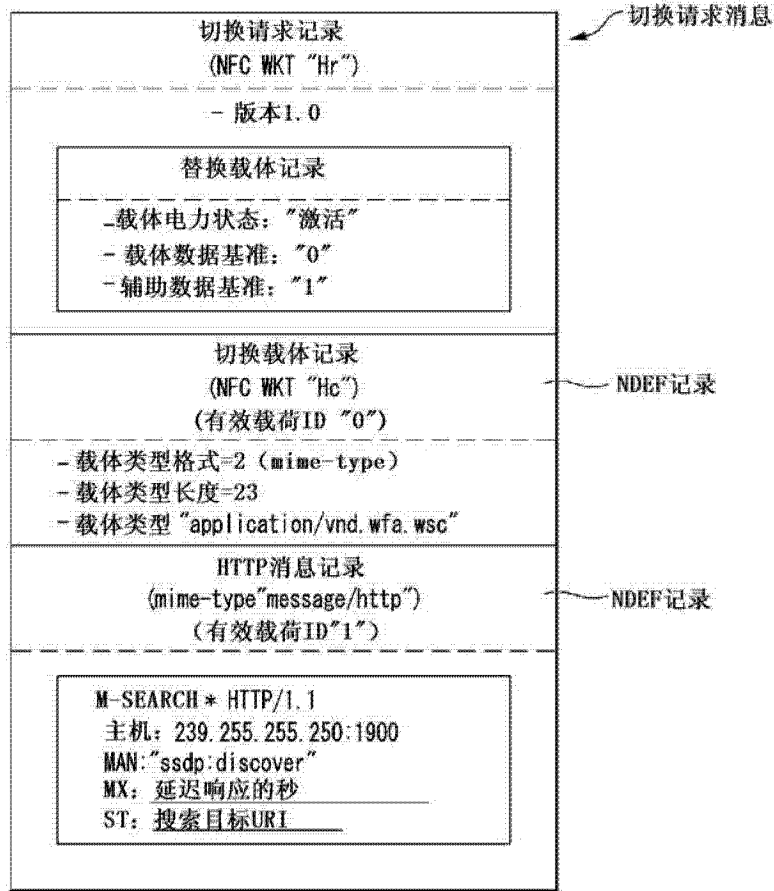 切换请求消息
切换请求记录
(NFC WKT "Hr")
- 版本1.0
替换载体记录
-载体电力状态："激活"
- 载体数据基准："0"
- 辅助数据基准："1"
切换载体记录
(NFC WKT "Hc")
(有效载荷ID "0")
NDEF记录
- 载体类型格式=2（mime-type）
- 载体类型长度=23
- 载体类型 "application/vnd.wfa.wsc"
HTTP消息记录
(mime-type"message/http")
（有效载荷ID"1"）
NDEF记录
M-SEARCH * HTTP/1.1
主机：239.255.255.250:1900
MAN:"ssdp:discover"
MX：延迟响应的秒
ST：搜索目标URI